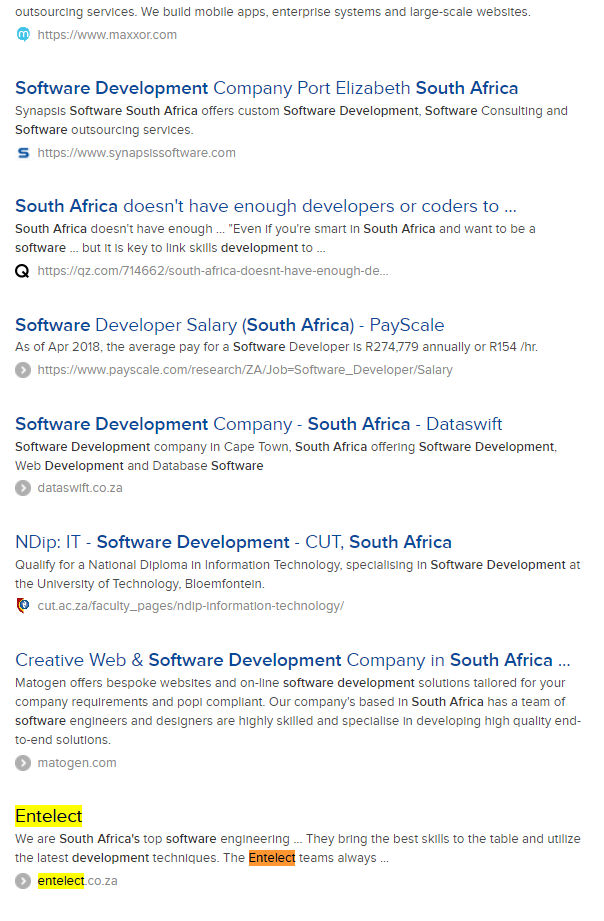 outsourcing services. We build mobile apps, enterprise systems and large-scale websites.
https://www.maxxor.com
Software Development Company Port Elizabeth South Africa
Synapsis Software South Africa offers custom Software Development, Software Consulting and
Software outsourcing services.
https://www.synapsissoftware.com
South Africa doesn't have enough developers or coders to ...
South Africa doesn't have enough ... "Even if you're smart in South Africa and want to be a
software ... but it is key to link skills development to ...
https://qz.com/714662/south-africa-doesnt-have-enough-de...
Software Developer Salary (South Africa) - PayScale
As of Apr 2018, the average pay for a Software Developer is R274,779 annually or R154 /hr.
https://www.payscale.com/research/ZA/Job=Software_Developer/Salary
Software Development Company - South Africa - Dataswift
Software Development company in Cape Town, South Africa offering Software Development,
Web Development and Database Software
dataswift.co.za
NDip: IT - Software Development - CUT, South Africa
Qualify for a National Diploma in Information Technology, specialising in Software Development at
the University of Technology, Bloemfontein.
cut.ac.za/faculty_pages/ndip-information-technology/
Creative Web & Software Development Company in South Africa ...
Matogen offers bespoke websites and on-line software development solutions tailored for your
company requirements and popi compliant. Our company's based in South Africa has a team of
software engineers and designers are highly skilled and specialise in developing high quality end-
to-end solutions.
matogen.com
Entelect
We are South Africa's top software engineering ... They bring the best skills to the table and utilize
the latest development techniques. The Entelect teams always ...
entelect.co.za